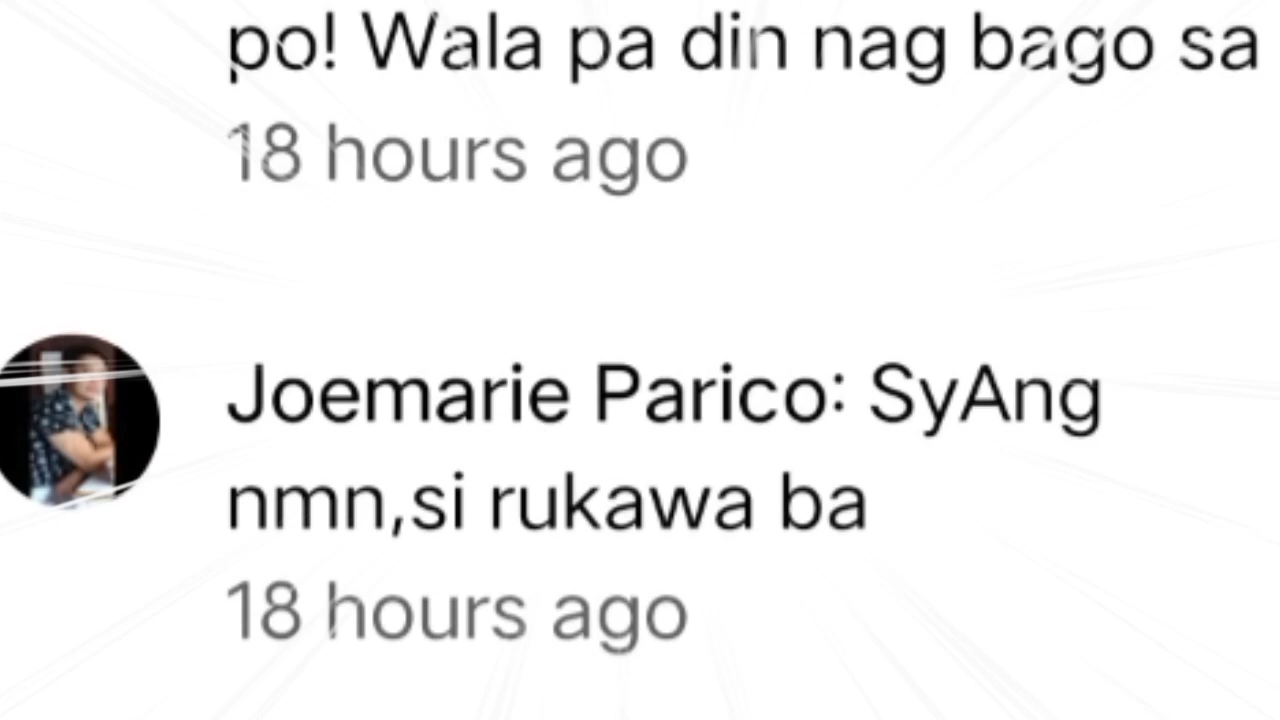 po! Wala pa din nag bago sa
18 hours ago
Joemarie Parico: SyAng
nmn,si rukawa ba
18 hours ago